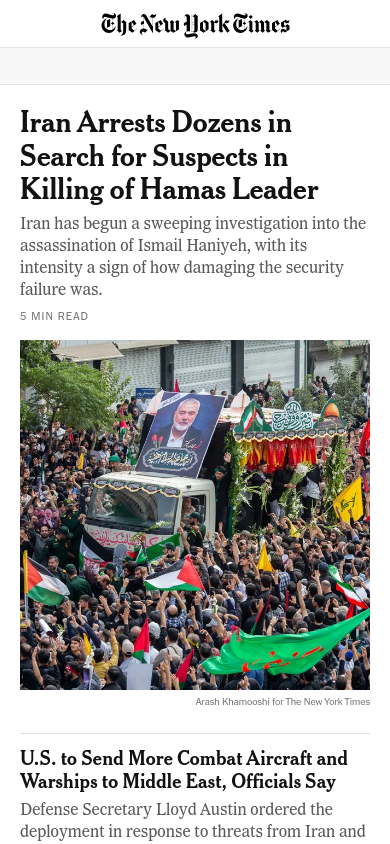 The New York Times
Iran Arrests Dozens in
Search for Suspects in
Killing of Hamas Leader
Iran has begun a sweeping investigation into the
assassination of Ismail Haniyeh, with its
intensity a sign of how damaging the security
failure was.
5 MIN READ
Arash Khamooshi for The New York Times
U.S. to Send More Combat Aircraft and
Warships to Middle East, Officials Say
Defense Secretary Lloyd Austin ordered the
deployment in response to threats from Iran and